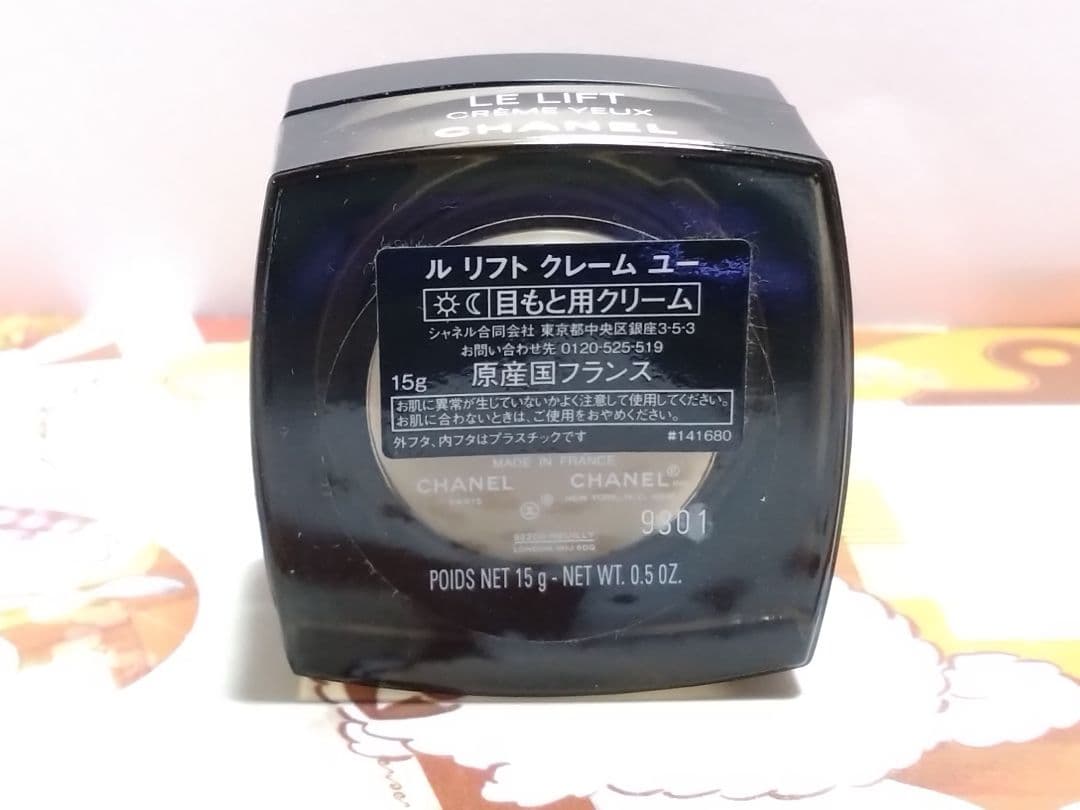 LE LIFT
CRÈME YEUX
CHANEL
ル リフト クレーム ユー
目もと用クリーム
シャネル合同会社 東京都中央区銀座3-5-3
お問い合わせ先 0120-525-519
15g 原産国フランス
お肌に異常が生じていないかよく注意して使用してください。
お肌に合わないときは、ご使用をおやめください。
外フタ、内フタはプラスチックです #141680
MADE IN FRANCE
CHANEL CHANEL®
PARIS
9301
LONDON
POIDS NET 15 g - NET WT. 0.5 OZ.